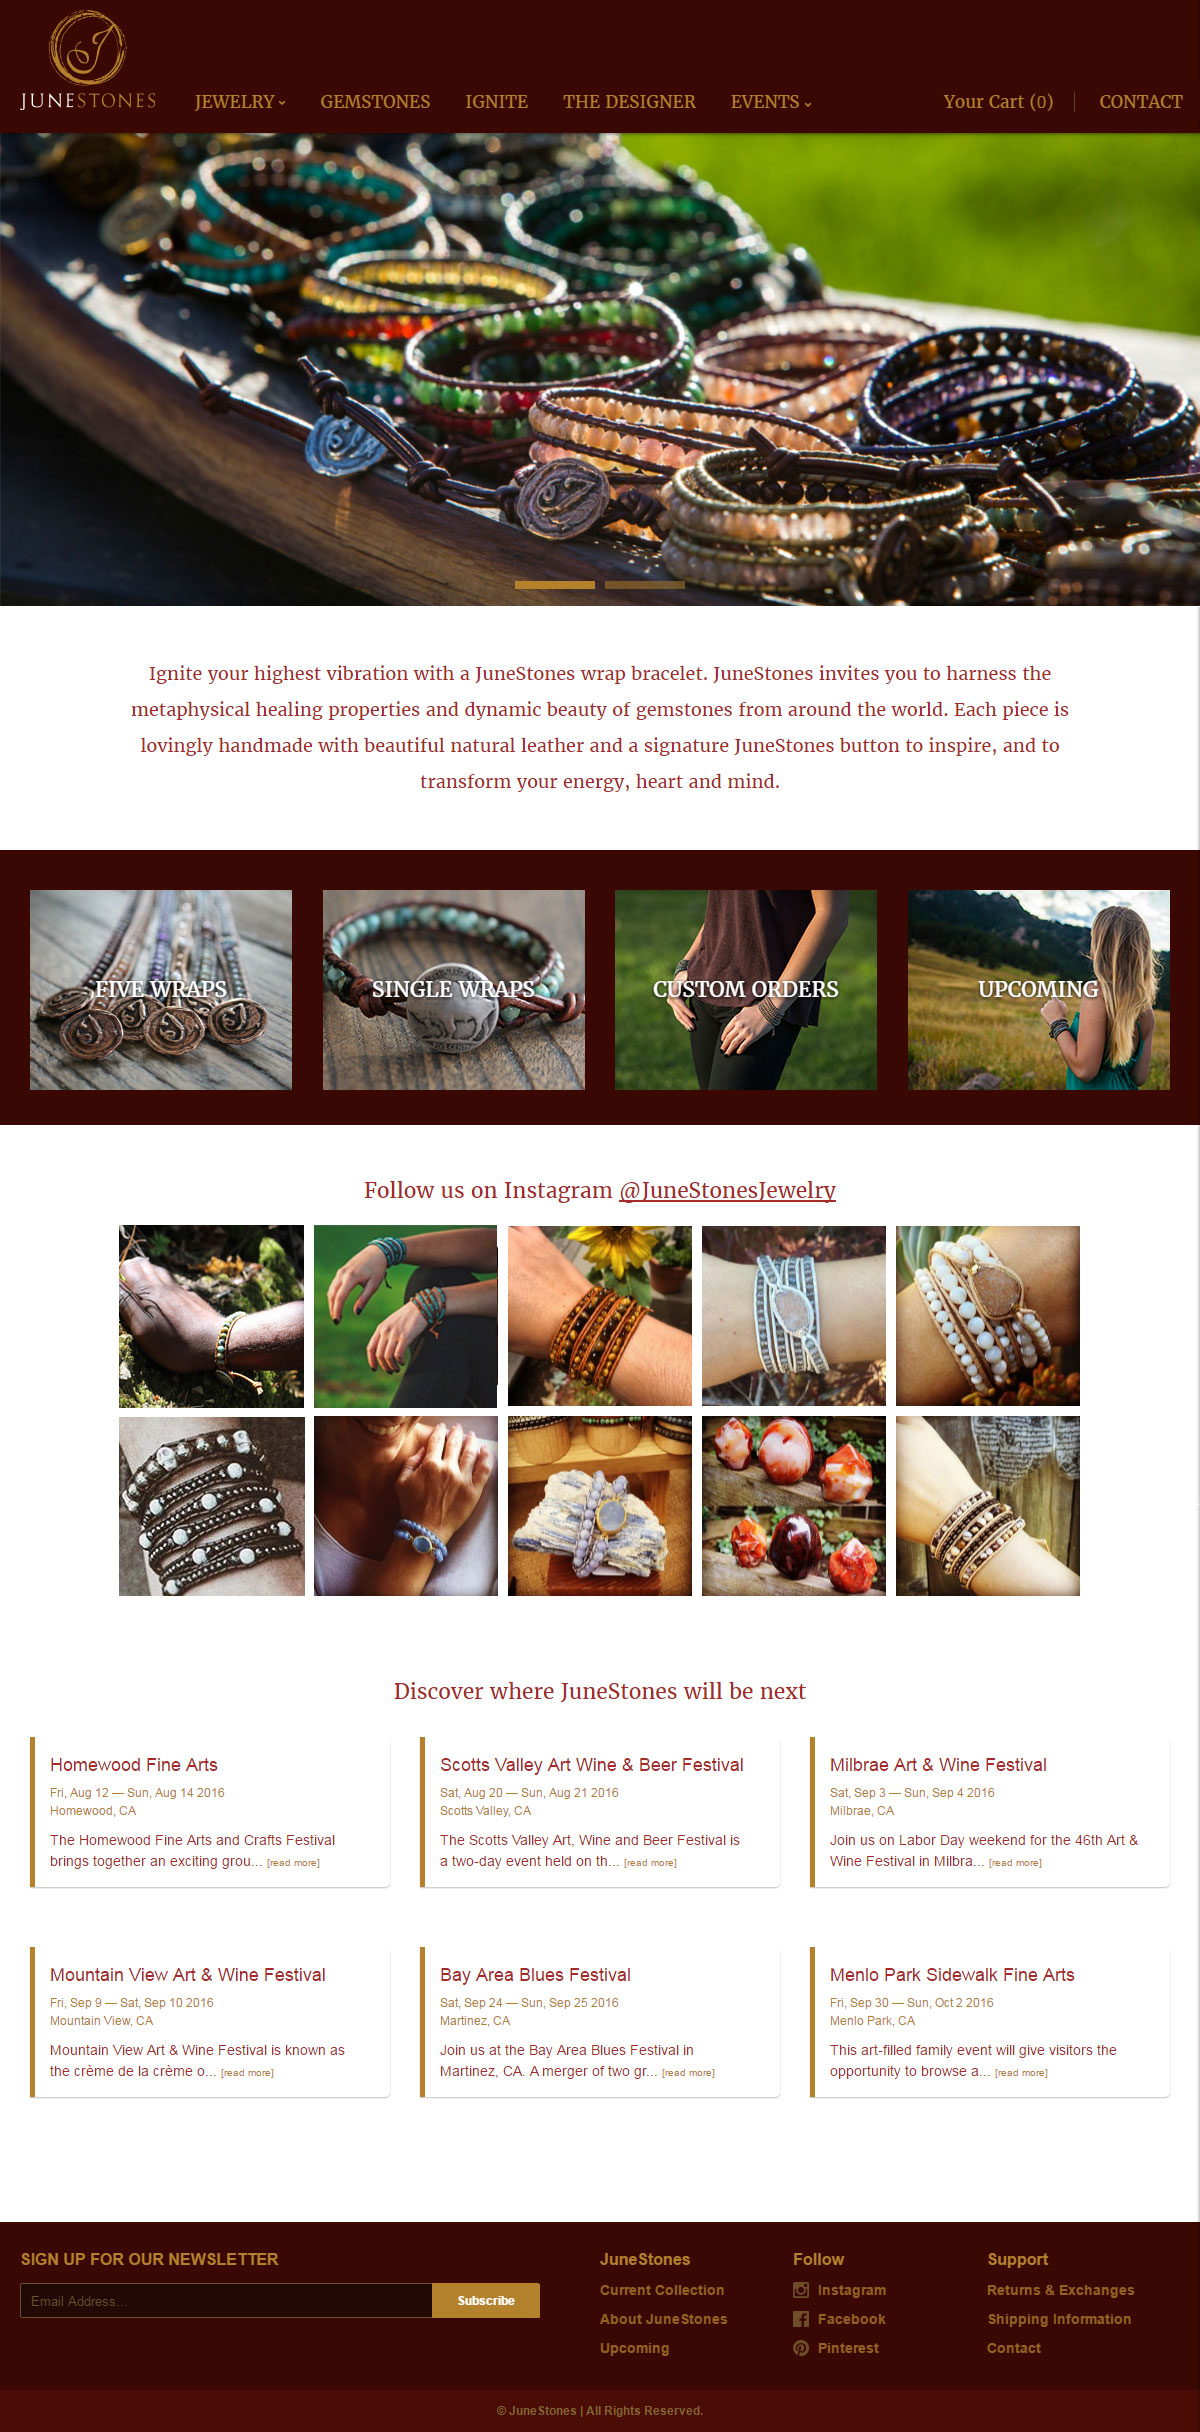 JUNESTONES
JEWELRY
GEMSTONES
IGNITE
THE DESIGNER
EVENTS
Your Cart (0)
CONTACT
Ignite your highest vibration with a JuneStones wrap bracelet. JuneStones invites you to harness the
metaphysical healing properties and dynamic beauty of gemstones from around the world. Each piece is
lovingly handmade with beautiful natural leather and a signature JuneStones button to inspire, and to
transform your energy, heart and mind.
FIVE WRAPS
SINGLE WRAPS
CUSTOM ORDERS
UPCOMING
Follow us on Instagram @JuneStonesJewelry
Discover where JuneStones will be next
Homewood Fine Arts
Fri, Aug 12 — Sun, Aug 14 2016
Homewood, CA
The Homewood Fine Arts and Crafts Festival
brings together an exciting grou... [read more]
Scotts Valley Art Wine & Beer Festival
Sat, Aug 20 — Sun, Aug 21 2016
Scotts Valley, CA
The Scotts Valley Art, Wine and Beer Festival is
a two-day event held on th... [read more]
Milbrae Art & Wine Festival
Sat, Sep 3 — Sun, Sep 4 2016
Milbrae, CA
Join us on Labor Day weekend for the 46th Art &
Wine Festival in Milbra... [read more]
Mountain View Art & Wine Festival
Fri, Sep 9 — Sat, Sep 10 2016
Mountain View, CA
Mountain View Art & Wine Festival is known as
the crème de la crème o... [read more]
Bay Area Blues Festival
Sat, Sep 24 — Sun, Sep 25 2016
Martinez, CA
Join us at the Bay Area Blues Festival in
Martinez, CA. A merger of two gr... [read more]
Menlo Park Sidewalk Fine Arts
Fri, Sep 30 — Sun, Oct 2 2016
Menlo Park, CA
This art-filled family event will give visitors the
opportunity to browse a... [read more]
SIGN UP FOR OUR NEWSLETTER
Email Address...
Subscribe
JuneStones
Current Collection
About JuneStones
Upcoming
Follow
Instagram
Facebook
Pinterest
Support
Returns & Exchanges
Shipping Information
Contact
© JuneStones | All Rights Reserved.